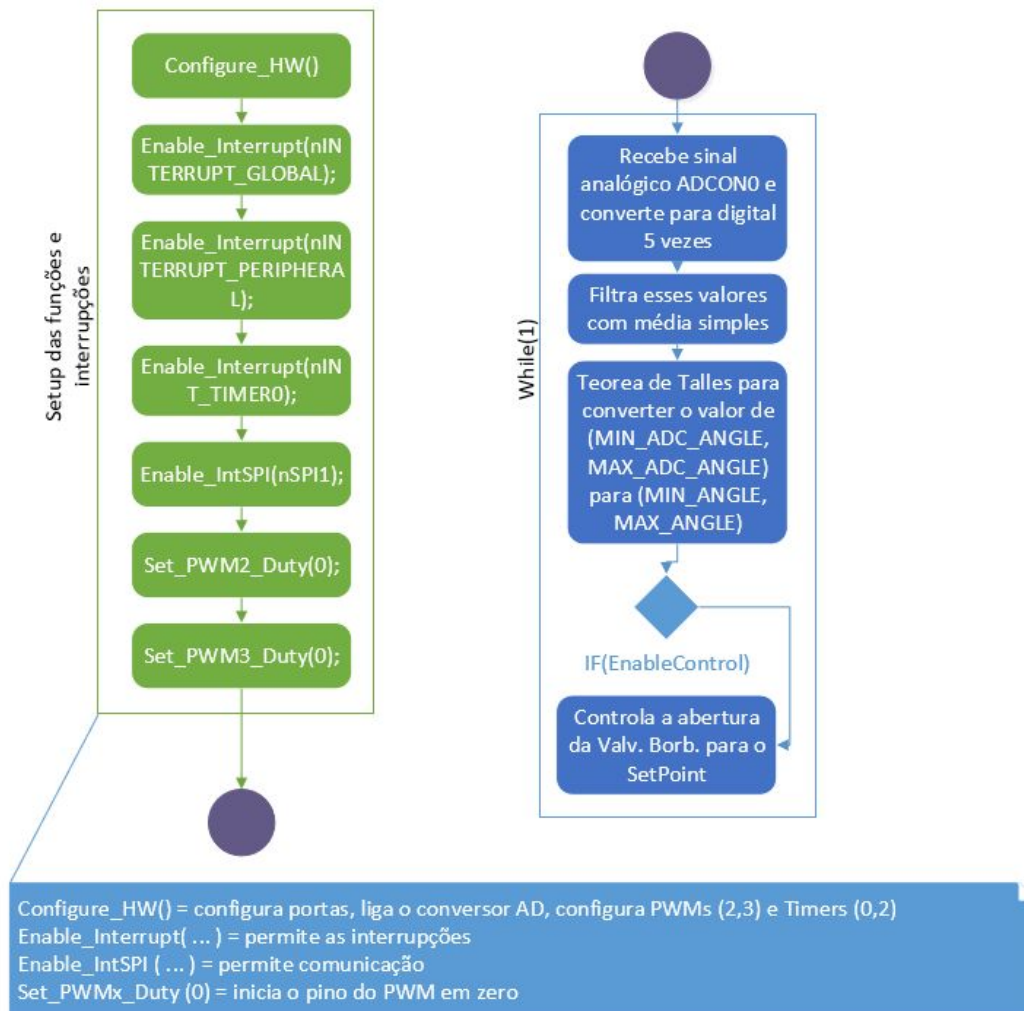 Setup das funções e
interrupções
Configure_HW()
Enable_Interrupt(nIN
TERRUPT_GLOBAL);
Enable_Interrupt(nIN
TERRUPT_PERIPHERA
L);
Enable_Interrupt(nIN
T_TIMER0);
Enable_IntSPI(nSPI1);
Set_PWM2_Duty(0);
Set_PWM3_Duty(0);
While(1)
Recebe sinal
analógico ADCON0 e
converte para digital
5 vezes
Filtra esses valores
com média simples
Teorea de Talles para
converter o valor de
(MIN_ADC_ANGLE,
MAX_ADC_ANGLE)
para (MIN_ANGLE,
MAX_ANGLE)
IF(EnableControl)
Controla a abertura
da Valv. Borb. para o
SetPoint
Configure_HW() = configura portas, liga o conversor AD, configura PWMs (2,3) e Timers (0,2)
Enable_Interrupt( ... ) = permite as interrupções
Enable_IntSPI ( ... ) = permite comunicação
Set_PWMx_Duty (0) = inicia o pino do PWM em zero